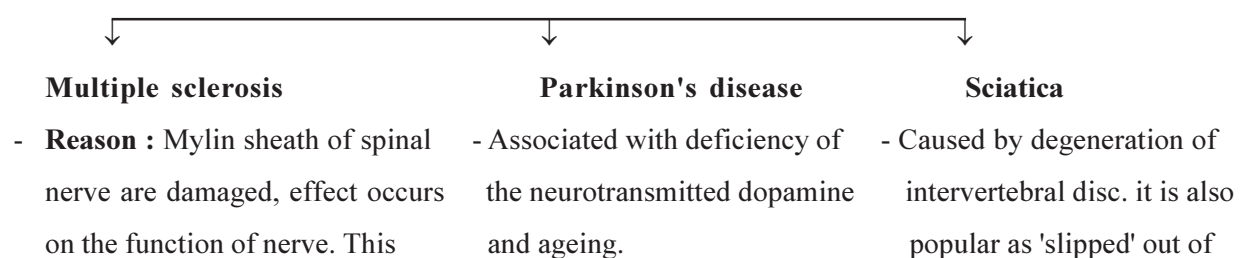 Multiple sclerosis
- Reason : Mylin sheath of spinal
nerve are damaged, effect occurs
on the function of nerve. This
Parkinson's disease
- Associated with deficency of
the neurotransmitted dopamine
and ageing.
Sciatica
- Caused by degeneration of
intervertebral disc. it is also
popular as 'slipped' out of